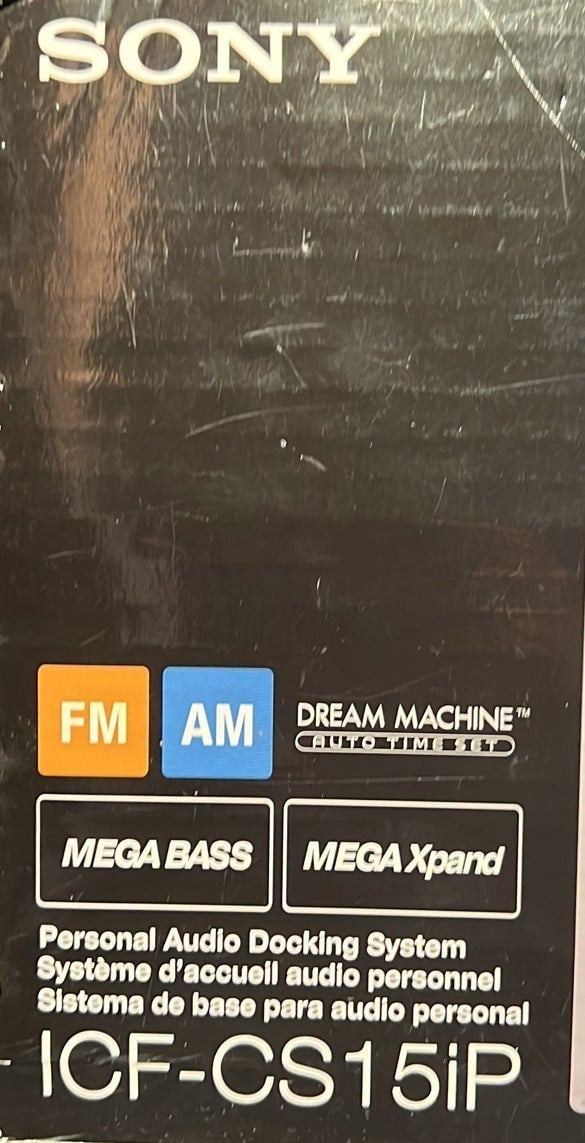 SONY
FM AM DREAM MACHINE™
AUTO TIME SET
MEGA BASS MEGA Xpand
Personal Audio Docking System
Système d'accueil audio personnel
Sistema de base para audio personal
ICF-CS15iP